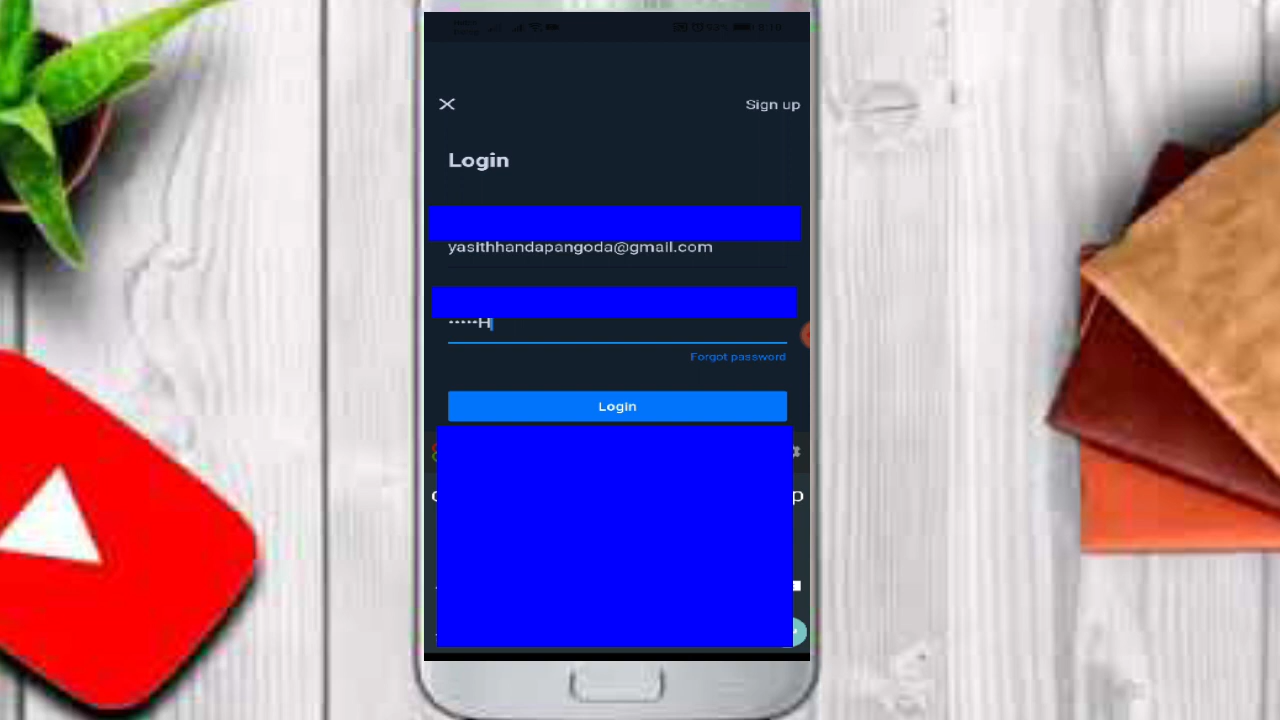 Sign up
Login
yasithhandapangoda@gmail.com
•••••H
Forgot password
Login
p